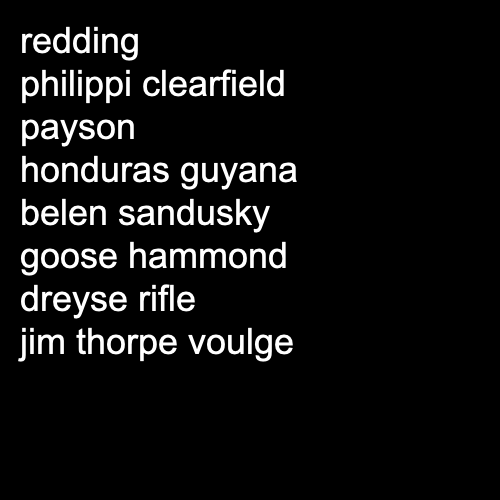 redding
philippi clearfield
payson
honduras guyana
belen sandusky
goose hammond
dreyse rifle
jim thorpe voulge